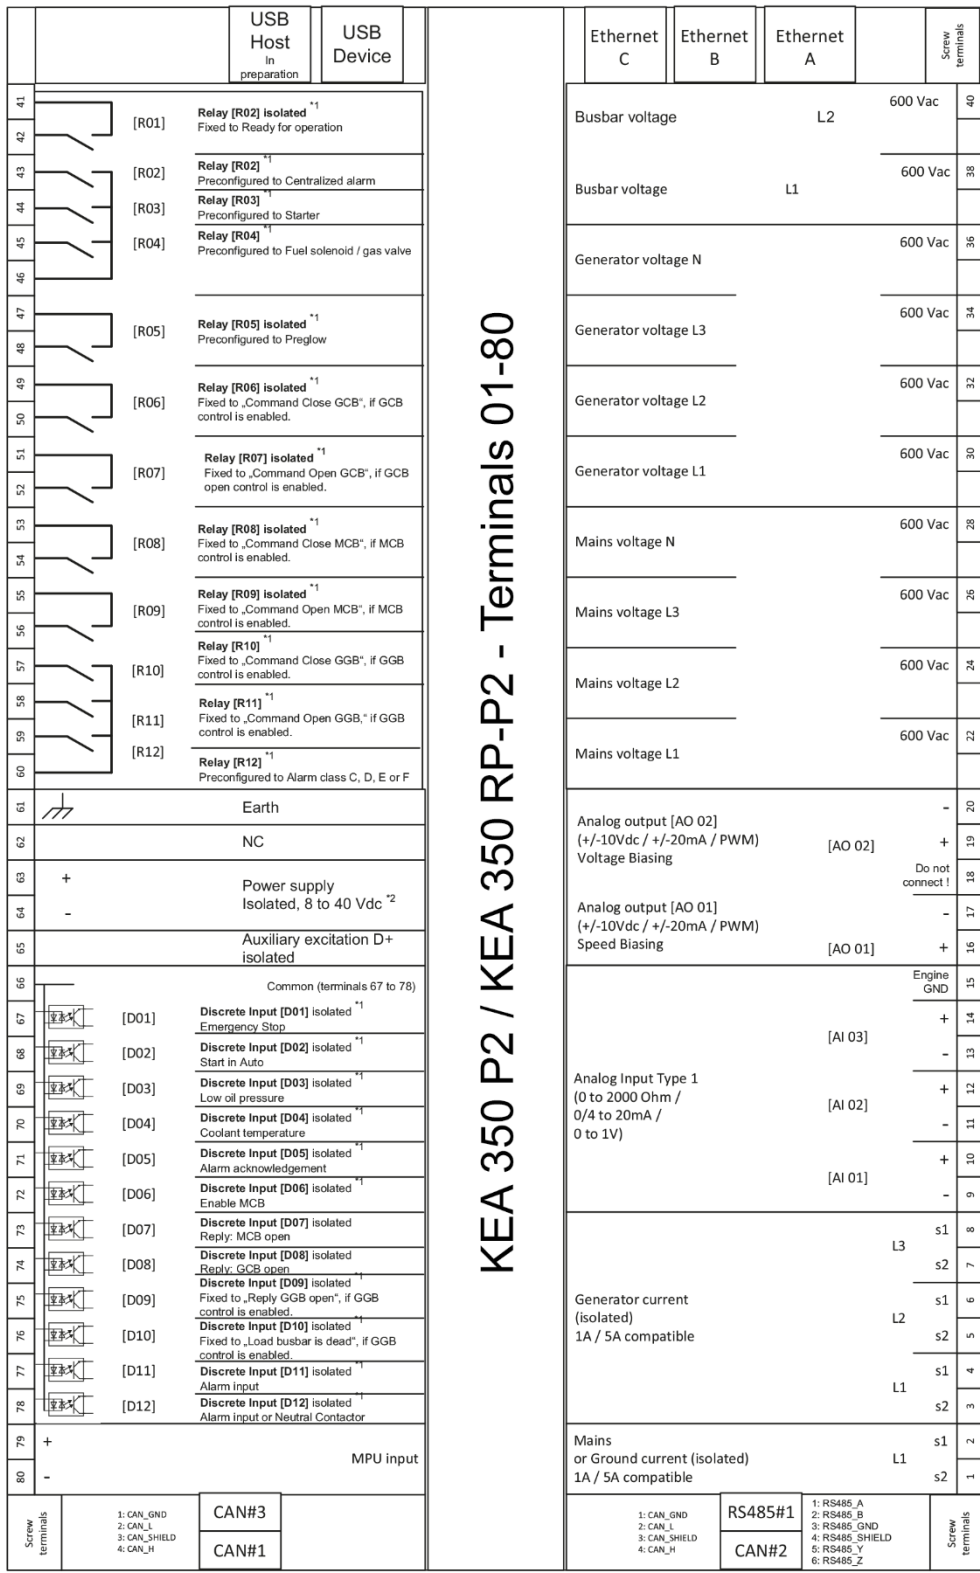 USB
Host
In
preparation
USB
Device
Ethernet
C
Ethernet
B
Ethernet
A
Screw
terminals
41
42
[R01]
Relay [R02] isolated *1
Fixed to Ready for operation
43
[R02]
Relay [R02] *1
Preconfigured to Centralized alarm
44
[R03]
Relay [R03] *1
Preconfigured to Starter
45
46
[R04]
Relay [R04] *1
Preconfigured to Fuel solenoid / gas valve
47
48
[R05]
Relay [R05] isolated *1
Preconfigured to Preglow
49
50
[R06]
Relay [R06] isolated *1
Fixed to „Command Close GCB“, if GCB
control is enabled.
51
52
[R07]
Relay [R07] isolated *1
Fixed to „Command Open GCB“, if GCB
open control is enabled.
53
54
[R08]
Relay [R08] isolated *1
Fixed to „Command Close MCB“, if MCB
control is enabled.
55
56
[R09]
Relay [R09] isolated *1
Fixed to „Command Open MCB“, if MCB
control is enabled.
57
[R10]
Relay [R10] *1
Fixed to „Command Close GGB“, if GGB
control is enabled.
58
59
[R11]
Relay [R11] *1
Fixed to „Command Open GGB,“ if GGB
control is enabled.
60
[R12]
Relay [R12] *1
Preconfigured to Alarm class C, D, E or F
61
Earth
62
NC
63
+
64
-
Power supply
Isolated, 8 to 40 Vdc *2
65
Auxiliary excitation D+
isolated
66
Common (terminals 67 to 78)
67
[D01]
Discrete Input [D01] isolated *1
Emergency Stop
68
[D02]
Discrete Input [D02] isolated *1
Start in Auto
69
[D03]
Discrete Input [D03] isolated *1
Low oil pressure
70
[D04]
Discrete Input [D04] isolated *1
Coolant temperature
71
[D05]
Discrete Input [D05] isolated *1
Alarm acknowledgement
72
[D06]
Discrete Input [D06] isolated *1
Enable MCB
73
[D07]
Discrete Input [D07] isolated
Reply: MCB open
74
[D08]
Discrete Input [D08] isolated
Reply: GCB open
75
[D09]
Discrete Input [D09] isolated *1
Fixed to „Reply GGB open“, if GGB
control is enabled.
76
[D10]
Discrete Input [D10] isolated *1
Fixed to „Load busbar is dead“, if GGB
control is enabled.
77
[D11]
Discrete Input [D11] isolated *1
Alarm input
78
[D12]
Discrete Input [D12] isolated *1
Alarm input or Neutral Contactor
79
+
80
-
MPU input
Screw
terminals
1: CAN_GND
2: CAN_L
3: CAN_SHIELD
4: CAN_H
CAN#3
CAN#1
KEA 350 P2 / KEA 350 RP-P2 - Terminals 01-80
Busbar voltage
L2
600 Vac
40
Busbar voltage
L1
600 Vac
38
Generator voltage N
600 Vac
36
Generator voltage L3
600 Vac
34
Generator voltage L2
600 Vac
32
Generator voltage L1
600 Vac
30
Mains voltage N
600 Vac
28
Mains voltage L3
600 Vac
26
Mains voltage L2
600 Vac
24
Mains voltage L1
600 Vac
22
Analog output [AO 02]
(+/-10Vdc / +/-20mA / PWM)
Voltage Biasing
[AO 02]
-
20
+
19
Do not
connect !
18
Analog output [AO 01]
(+/-10Vdc / +/-20mA / PWM)
Speed Biasing
[AO 01]
-
17
+
16
Engine
GND
15
Analog Input Type 1
(0 to 2000 Ohm /
0/4 to 20mA /
0 to 1V)
[AI 03]
+
14
-
13
[AI 02]
+
12
-
11
[AI 01]
+
10
-
9
Generator current
(isolated)
1A / 5A compatible
L3
s1
8
s2
7
L2
s1
6
s2
5
L1
s1
4
s2
3
Mains
or Ground current (isolated)
1A / 5A compatible
L1
s1
2
s2
1
1: CAN_GND
2: CAN_L
3: CAN_SHIELD
4: CAN_H
RS485#1
CAN#2
1: RS485_A
2: RS485_B
3: RS485_GND
4: RS485_SHIELD
5: RS485_Y
6: RS485_Z
Screw
terminals